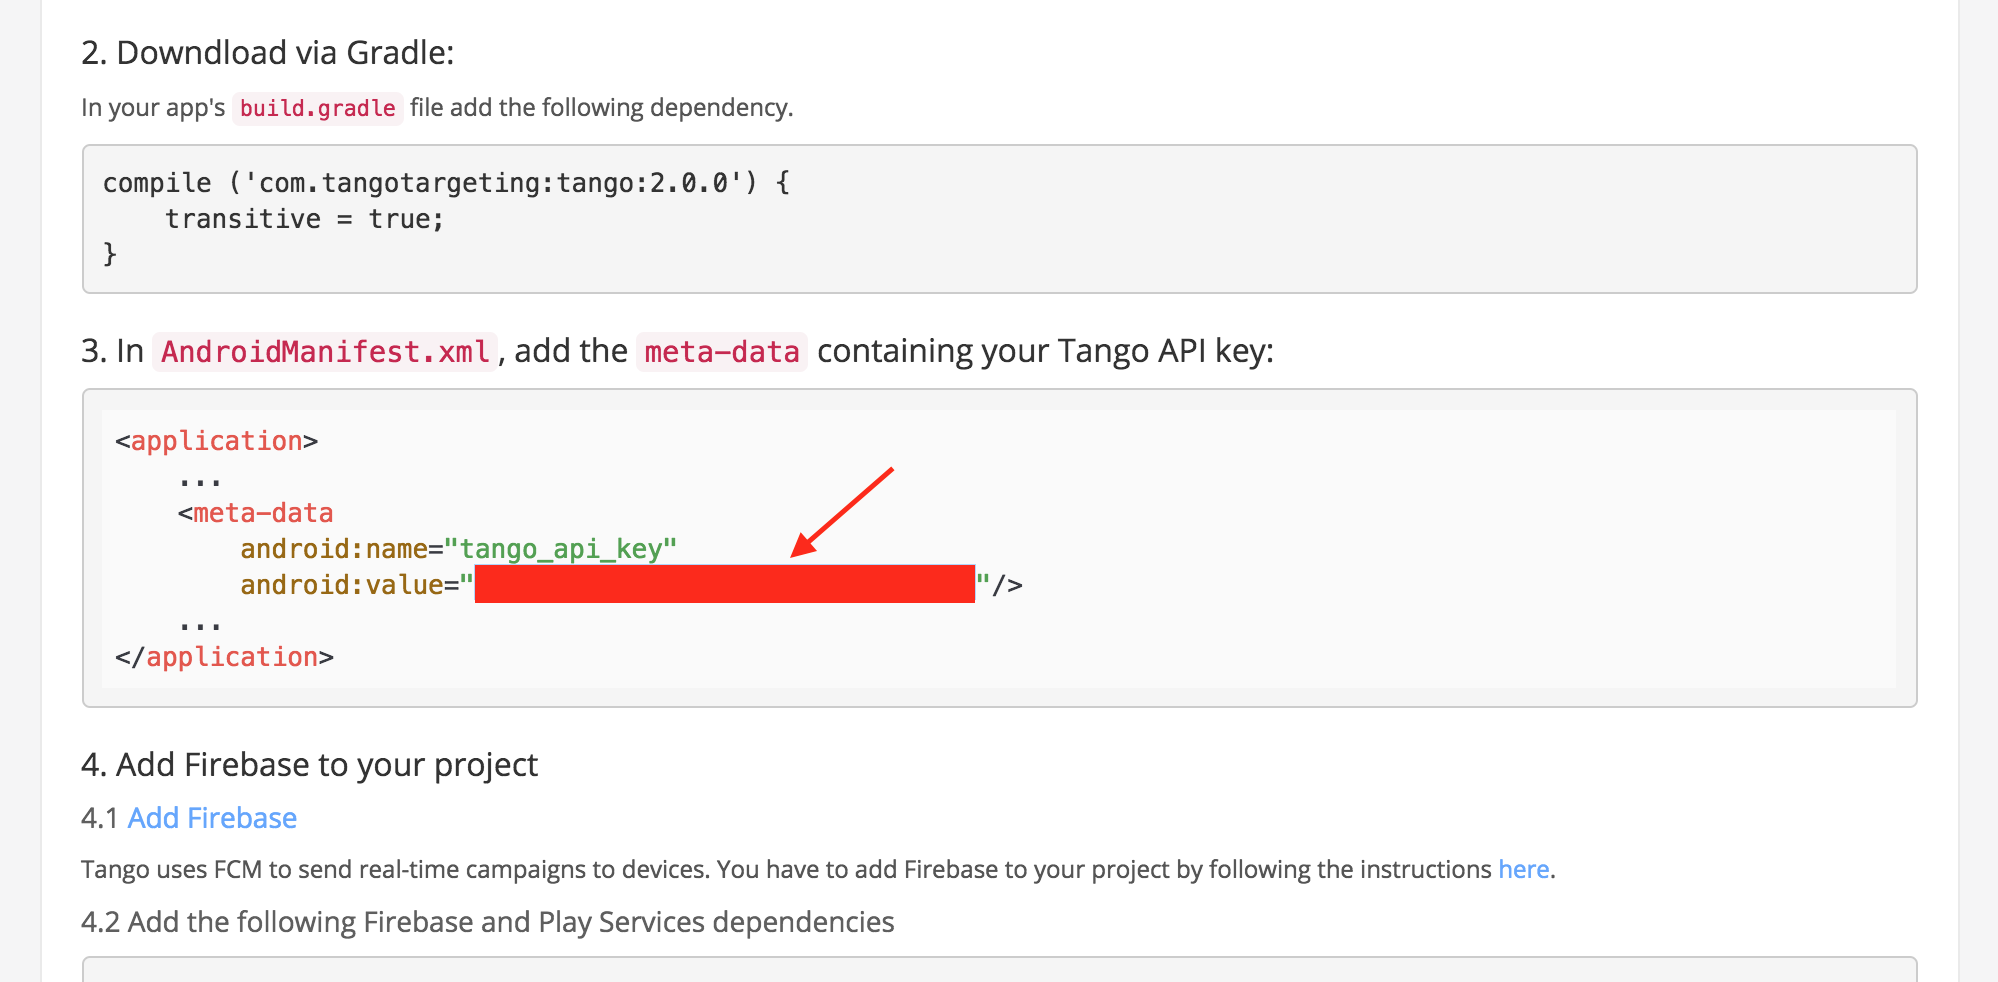 2. Downdload via Gradle:
In your app's build.gradle file add the following dependency.
compile ('com.tangotargeting:tango:2.0.0') {
    transitive = true;
}
3. In AndroidManifest.xml, add the meta-data containing your Tango API key:
<application>
    ...
    <meta-data
        android:name="tango_api_key"
        android:value=""/>
    ...
</application>
4. Add Firebase to your project
4.1 Add Firebase
Tango uses FCM to send real-time campaigns to devices. You have to add Firebase to your project by following the instructions here.
4.2 Add the following Firebase and Play Services dependencies